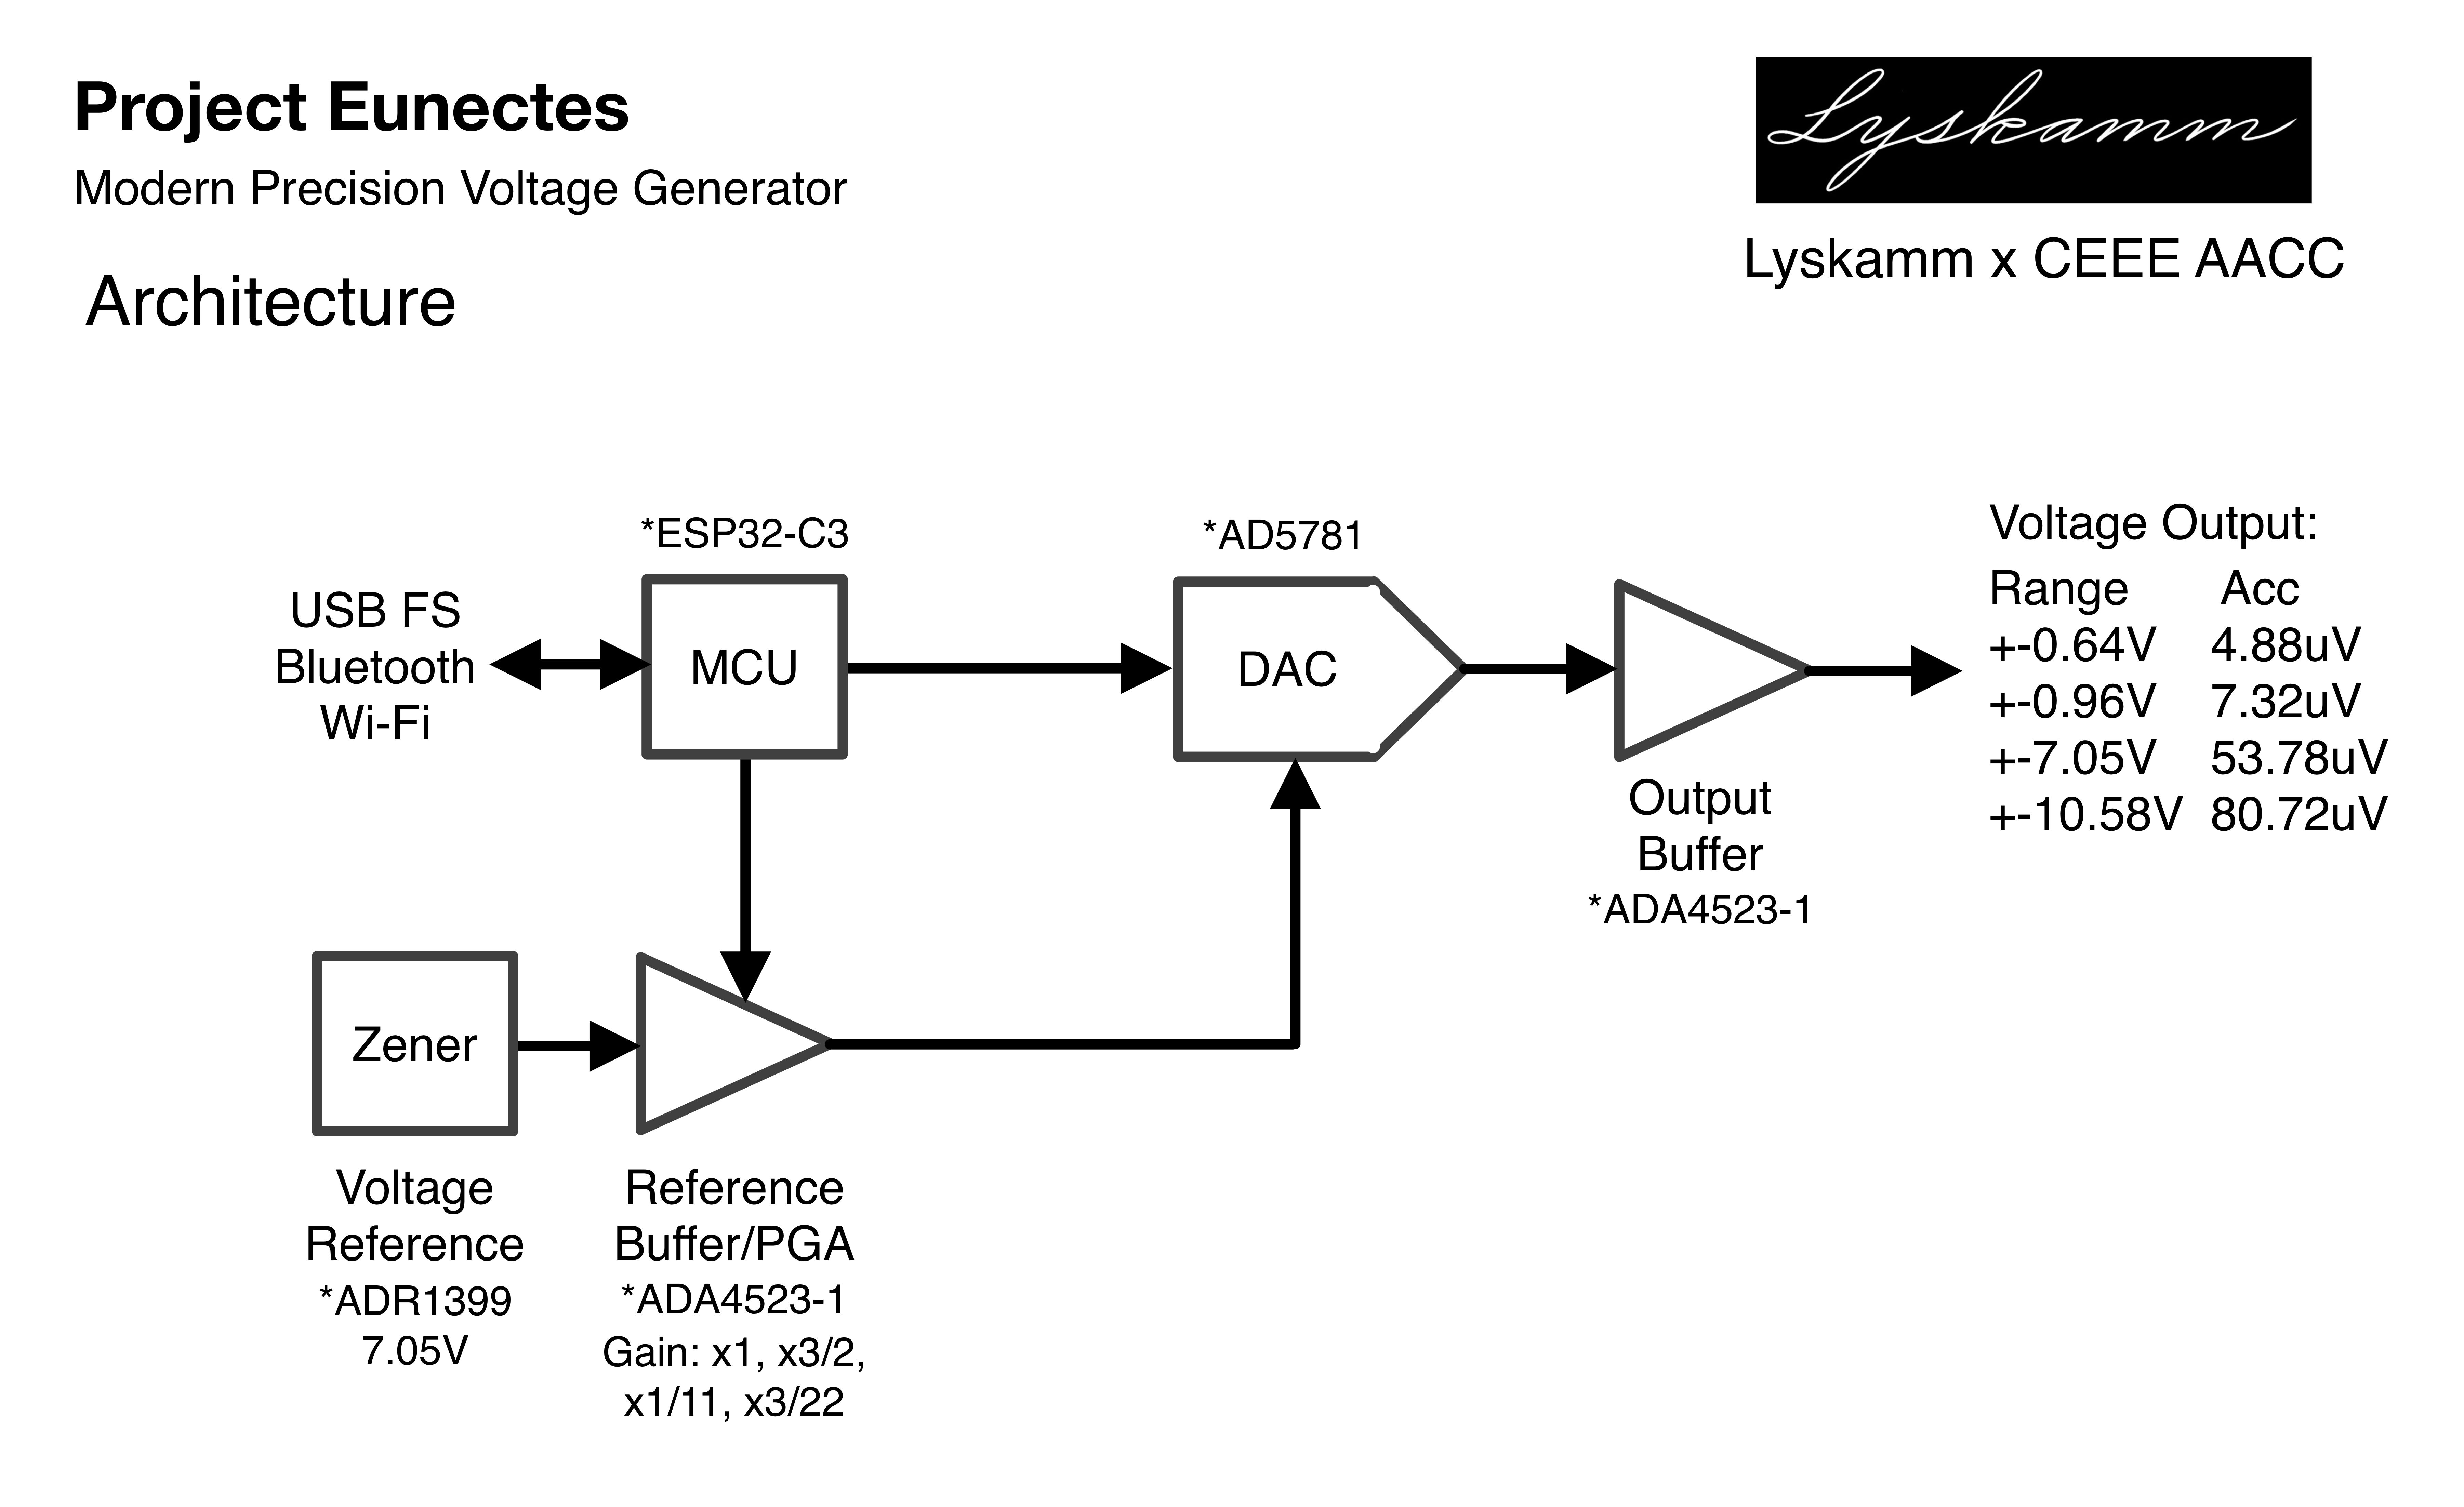 Project Eunectes
Modern Precision Voltage Generator
Architecture
Lyskamm
Lyskamm x CEEE AACC
*ESP32-C3
MCU
USB FS
Bluetooth
Wi-Fi
*AD5781
DAC
Output
Buffer
*ADA4523-1
Voltage Output:
Range Acc
+-0.64V 4.88uV
+-0.96V 7.32uV
+-7.05V 53.78uV
+-10.58V 80.72uV
Zener
Voltage
Reference
*ADR1399
7.05V
Reference
Buffer/PGA
*ADA4523-1
Gain: x1, x3/2,
x1/11, x3/22